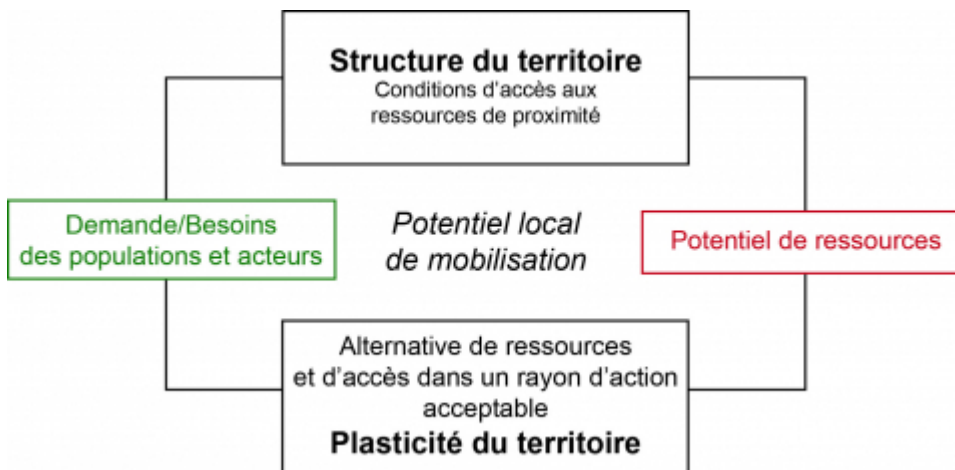 Structure du territoire
Conditions d'accès aux
ressources de proximité
Demande/Besoins
des populations et acteurs
Potentiel local
de mobilisation
Potentiel de ressources
Alternative de ressources
et d'accès dans un rayon d'action
acceptable
Plasticité du territoire